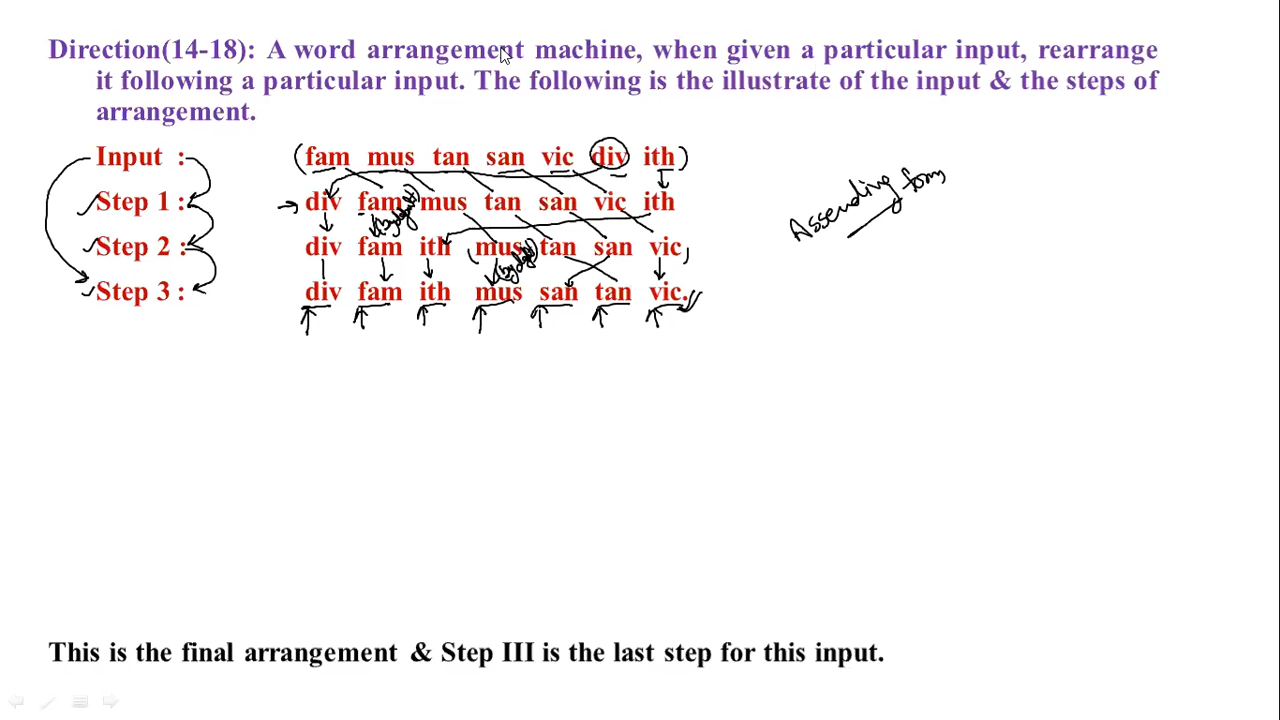 Direction(14-18): A word arrangement machine, when given a particular input, rearrange
it following a particular input. The following is the illustrate of the input & the steps of
arrangement.
Input : (fam mus tan san vic div ith)
Step 1 : div fam mus tan san vic ith
Step 2 : div fam ith (mus tan san vic)
Step 3 : div fam ith mus san tan vic.
Assending form
This is the final arrangement & Step III is the last step for this input.